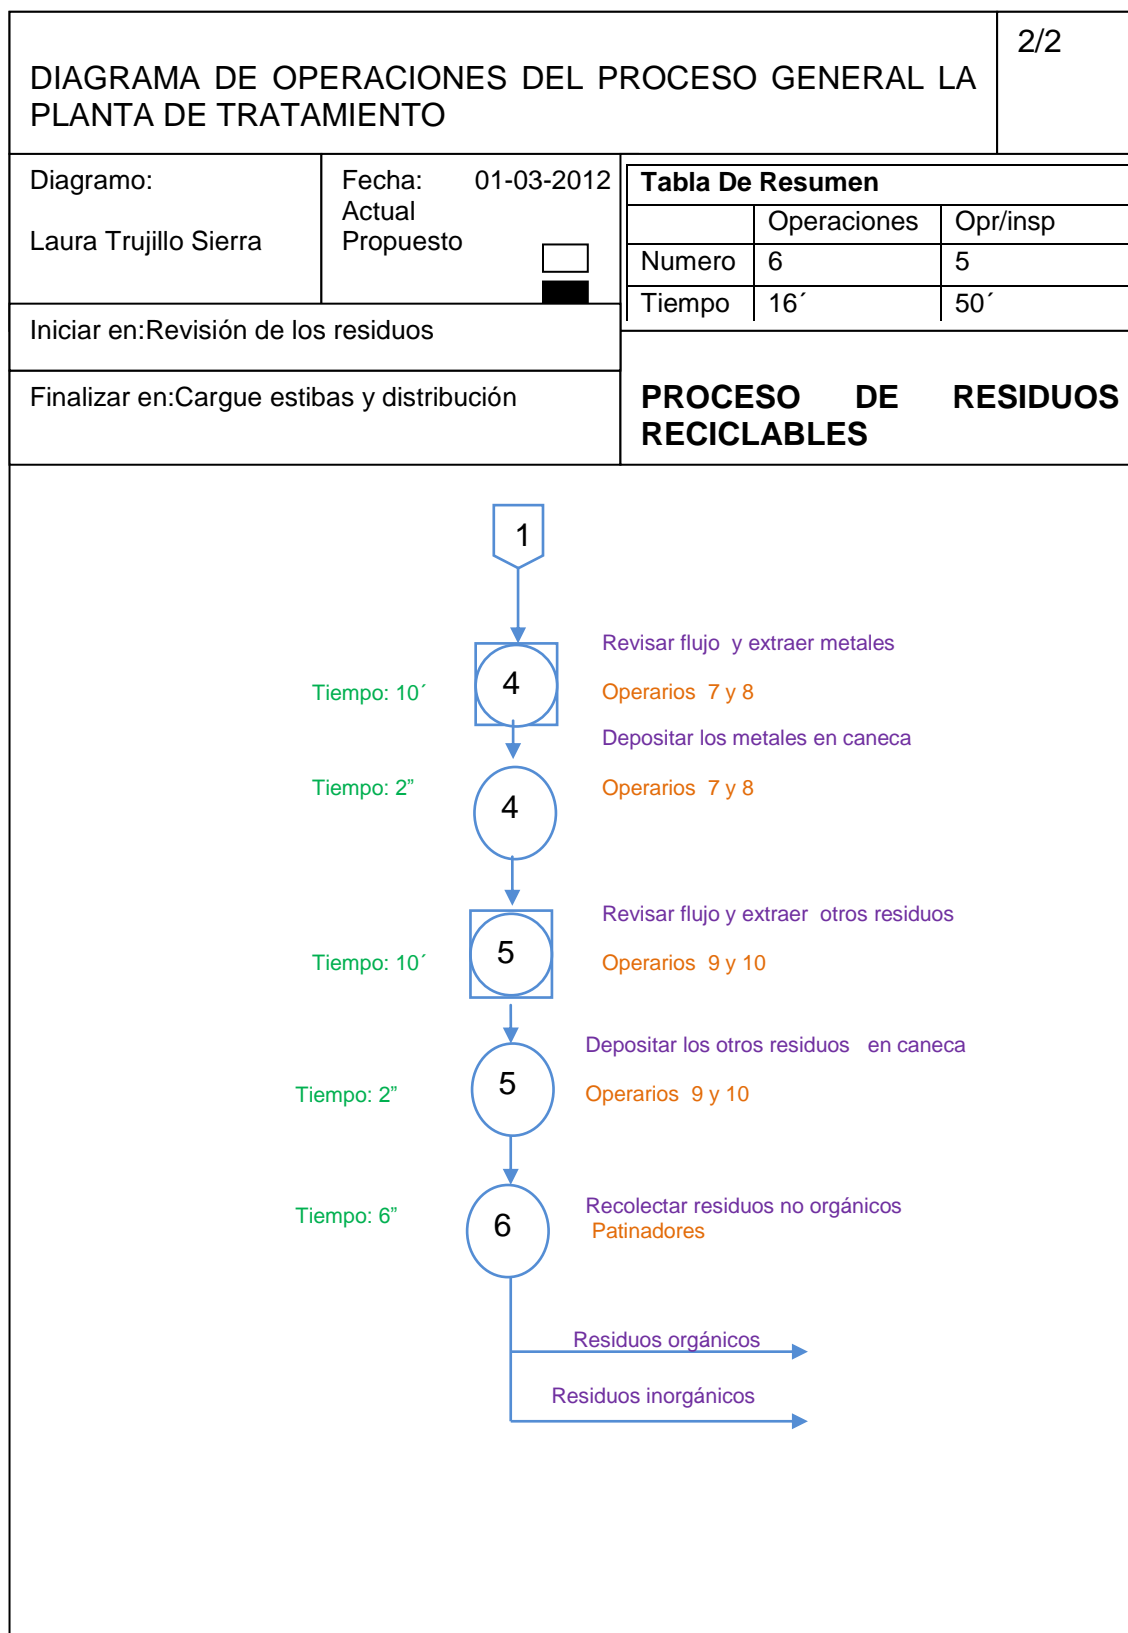 DIAGRAMA DE OPERACIONES DEL PROCESO GENERAL LA
PLANTA DE TRATAMIENTO
2/2
Diagramo:
Laura Trujillo Sierra
Fecha: 01-03-2012
Actual
Propuesto
Tabla De Resumen
Operaciones Opr/insp
Numero 6 5
Tiempo 16´ 50´
Iniciar en:Revisión de los residuos
Finalizar en:Cargue estibas y distribución
PROCESO DE RESIDUOS
RECICLABLES
1
Revisar flujo y extraer metales
Tiempo: 10´ 4 Operarios 7 y 8
Depositar los metales en caneca
Tiempo: 2” 4 Operarios 7 y 8
Revisar flujo y extraer otros residuos
Tiempo: 10´ 5 Operarios 9 y 10
Depositar los otros residuos en caneca
Tiempo: 2” 5 Operarios 9 y 10
Tiempo: 6” 6 Recolectar residuos no orgánicos
Patinadores
Residuos orgánicos
Residuos inorgánicos